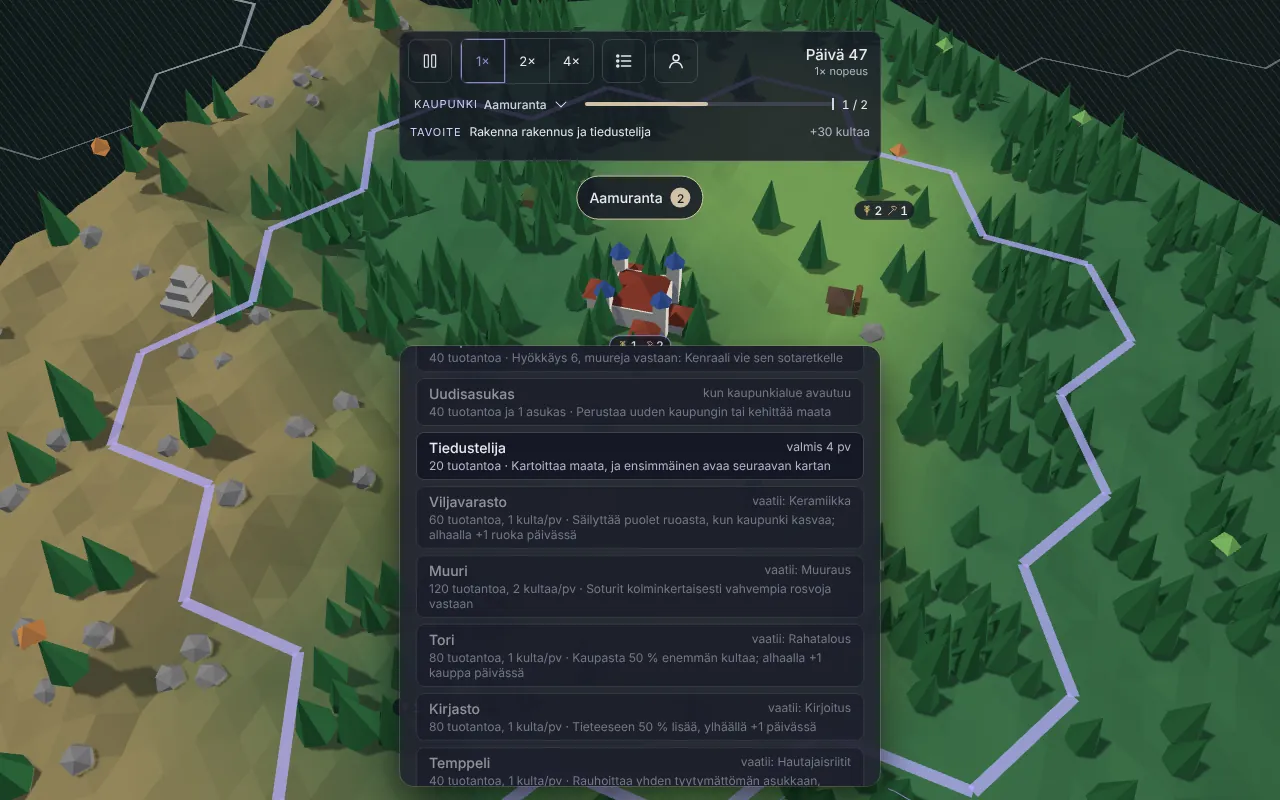 1× 2× 4× Päivä 47
1× nopeus
KAUPUNKI Aamuranta 1 / 2
TAVOITE Rakenna rakennus ja tiedustelija +30 kultaa
Aamuranta 2
2 1
1 2
40 tuotantoa · Hyökkäys 6, muureja vastaan: Kenraali vie sen sotaretkelle
Uudisasukas kun kaupunkialue avautuu
40 tuotantoa ja 1 asukas · Perustaa uuden kaupungin tai kehittää maata
Tiedustelija valmis 4 pv
20 tuotantoa · Kartoittaa maata, ja ensimmäinen avaa seuraavan kartan
Viljavarasto vaatii: Keramiikka
60 tuotantoa, 1 kulta/pv · Säilyttää puolet ruoasta, kun kaupunki kasvaa;
alhaalla +1 ruoka päivässä
Muuri vaatii: Muuraus
120 tuotantoa, 2 kultaa/pv · Soturit kolminkertaisesti vahvempia rosvoja
vastaan
Tori vaatii: Rahatalous
80 tuotantoa, 1 kulta/pv · Kaupasta 50 % enemmän kultaa; alhaalla +1
kauppa päivässä
Kirjasto vaatii: Kirjoitus
80 tuotantoa, 1 kulta/pv · Tieteeseen 50 % lisää, ylhäällä +1 päivässä
Temppeli vaatii: Hautajaisriitit
40 tuotantoa, 1 kulta/pv · Rauhoittaa yhden tyytymättömän asukkaan,